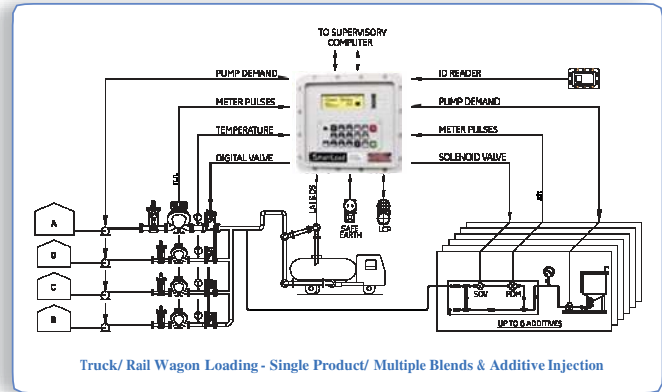 TO SUPERVISORY
COMPUTER
PUMP DEMAND
ID READER
METER PULSES
PUMP DEMAND
TEMPERATURE
METER PULSES
DIGITAL VALVE
SOLENOID VALVE
SmartLoad
SAFE
EARTH
A
D
C
B
SOV
PDM
UP TO 6 ADDITIVES
Truck/ Rail Wagon Loading - Single Product/ Multiple Blends & Additive Injection